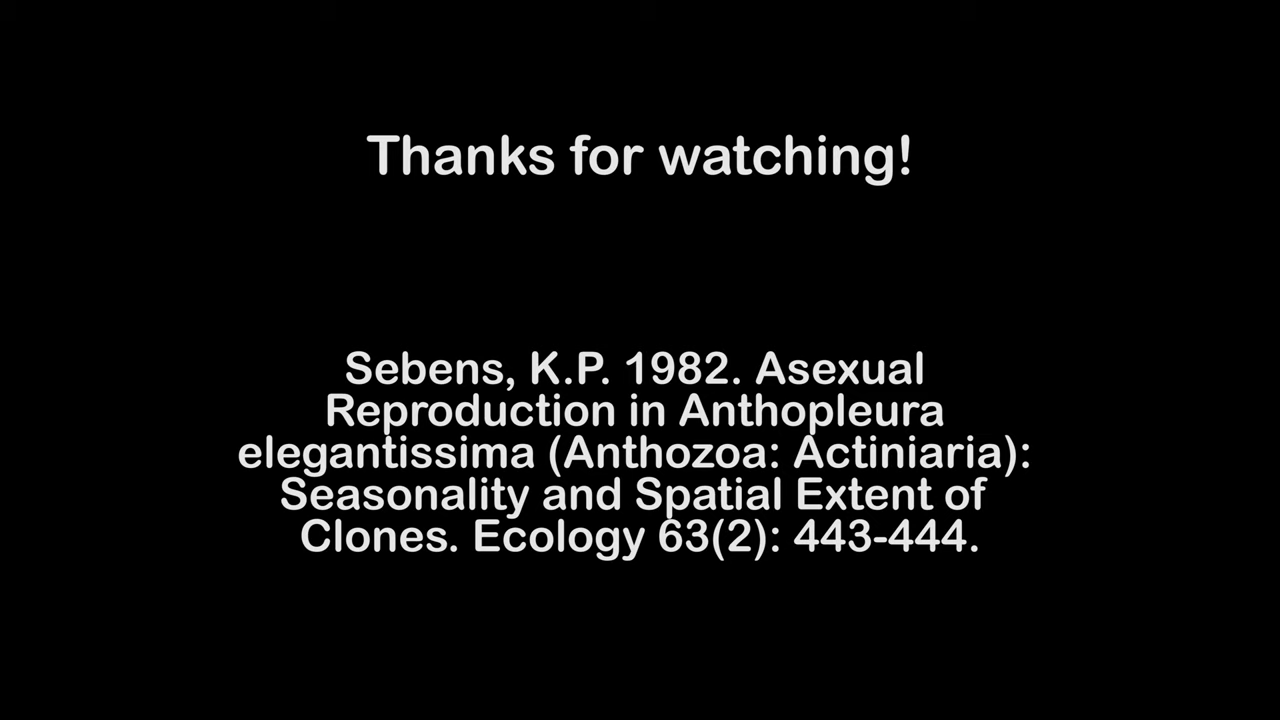 Thanks for watching!
Sebens, K.P. 1982. Asexual
Reproduction in Anthopleura
elegantissima (Anthozoa: Actiniaria):
Seasonality and Spatial Extent of
Clones. Ecology 63(2): 443-444.